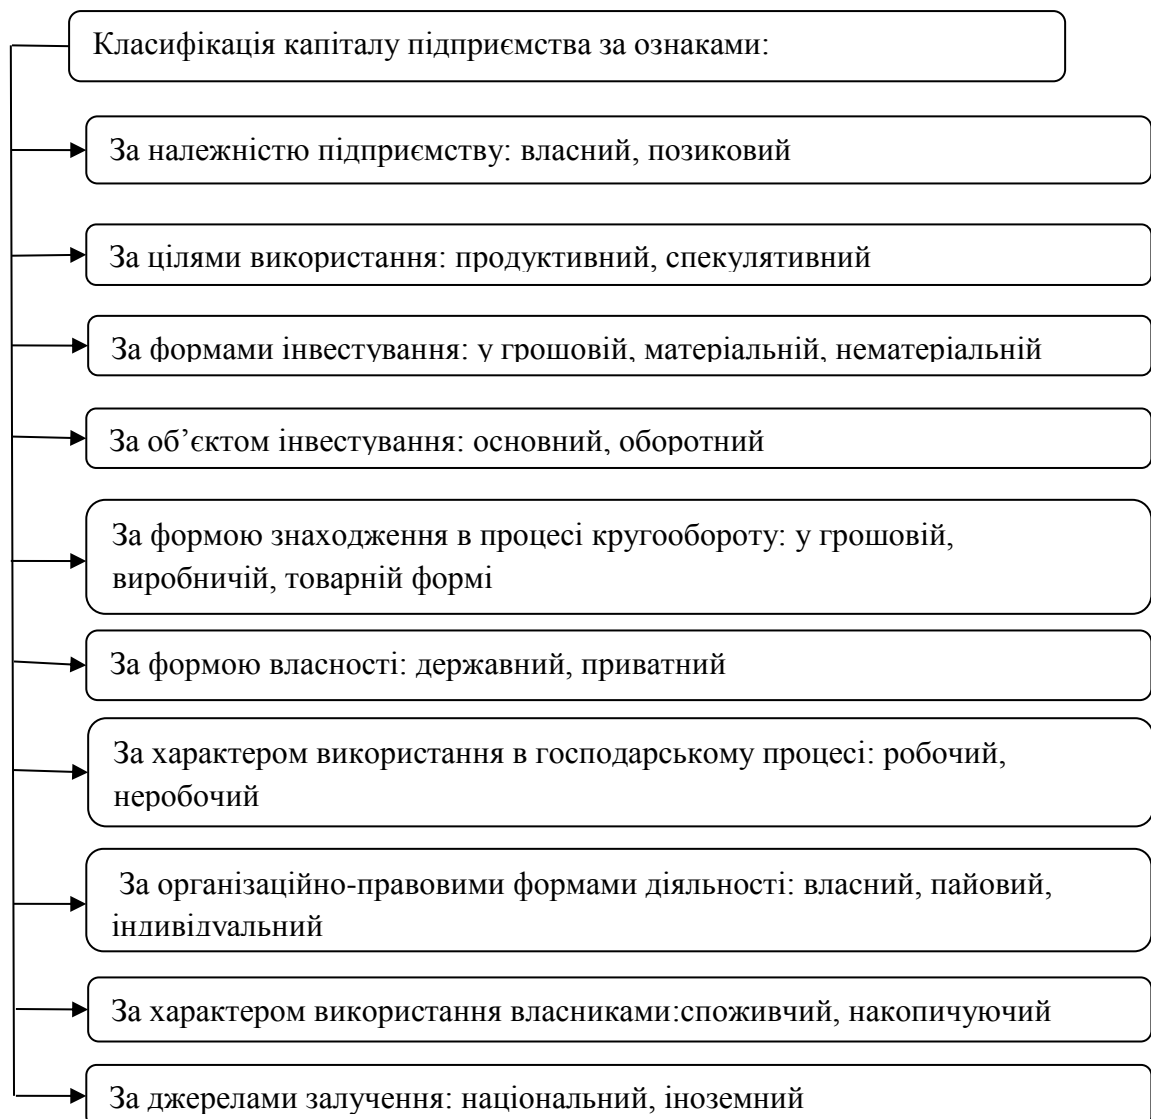 Класифікація капіталу підприємства за ознаками:
За належністю підприємству: власний, позиковий
За цілями використання: продуктивний, спекулятивний
За формами інвестування: у грошовій, матеріальній, нематеріальній
За об’єктом інвестування: основний, оборотний
За формою знаходження в процесі кругообороту: у грошовій,
виробничій, товарній формі
За формою власності: державний, приватний
За характером використання в господарському процесі: робочий,
неробочий
За організаційно-правовими формами діяльності: власний, пайовий,
індивідуальний
За характером використання власниками:споживчий, накопичуючий
За джерелами залучення: національний, іноземний